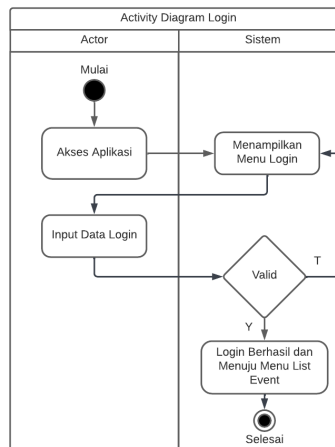 Activity Diagram Login
Actor
Sistem
Mulai
Akses Aplikasi
Menampilkan
Menu Login
Input Data Login
Valid
T
Y
Login Berhasil dan
Menuju Menu List
Event
Selesai